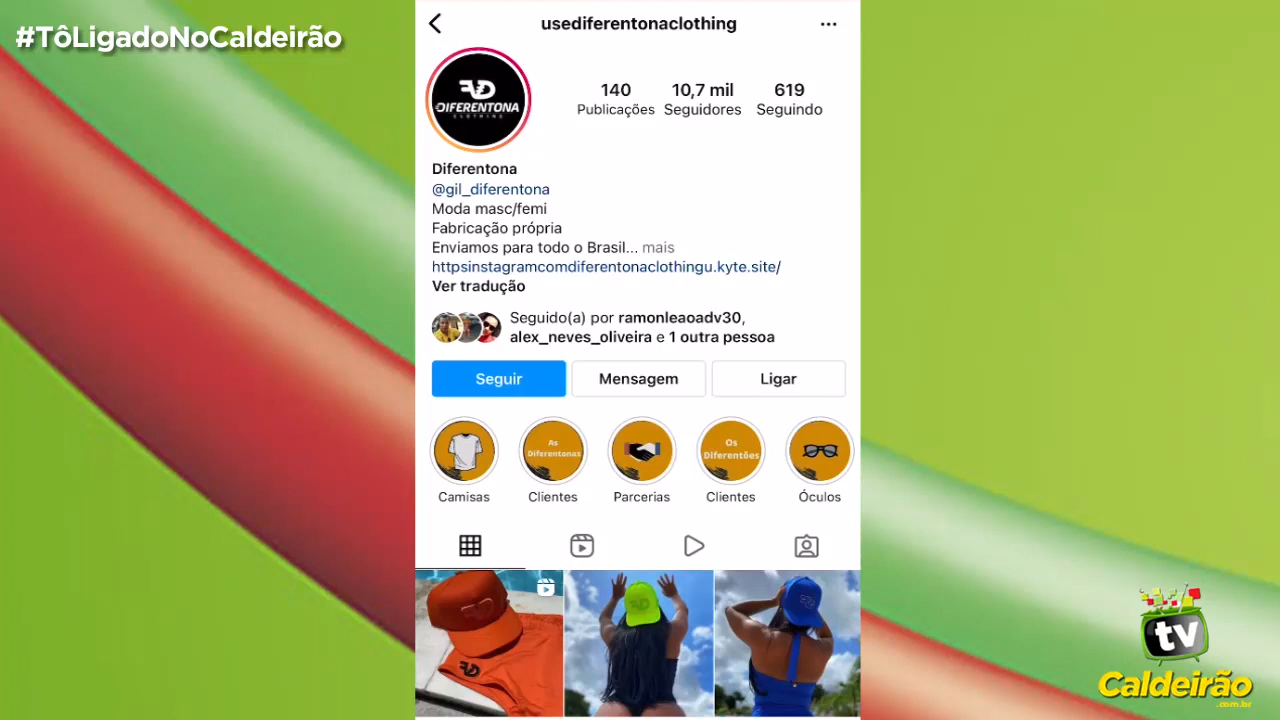 #TôLigadoNoCaldeirão
usediferentonaclothing
DIFERENTONA
CLOTHING
140
10,7 mil
619
Publicações
Seguidores
Seguindo
Diferentona
@gil_diferentona
Moda masc/femi
Fabricação própria
Enviamos para todo o Brasil... mais
httpsinstagramcomdiferentonaclothingu.kyte.site/
Ver tradução
Seguido(a) por ramonleaoadv30,
alex_neves_oliveira e 1 outra pessoa
Seguir
Mensagem
Ligar
As
Diferentonas
Os
Diferentões
Camisas
Clientes
Parcerias
Clientes
Óculos
tv
Caldeirão
.com.br